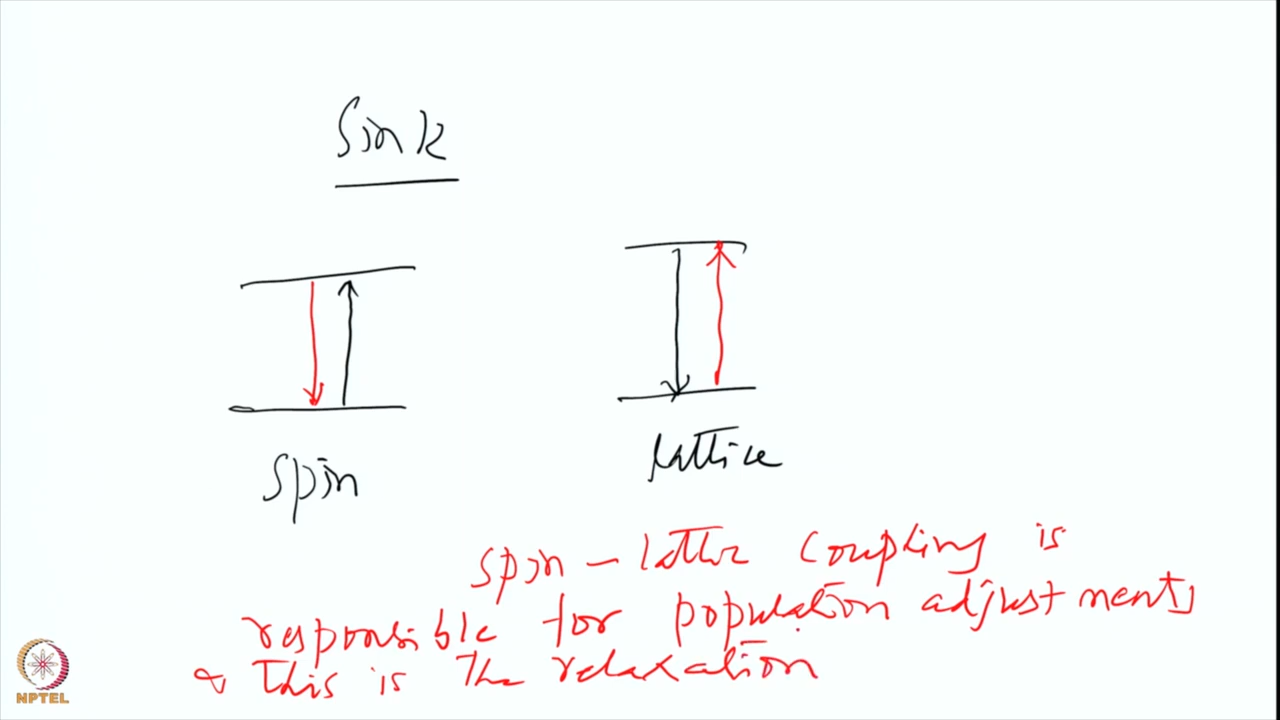 Sink
Spin
Lattice
Spin - lattice coupling is
responsible for population adjustments
& This is the relaxation
NPTEL